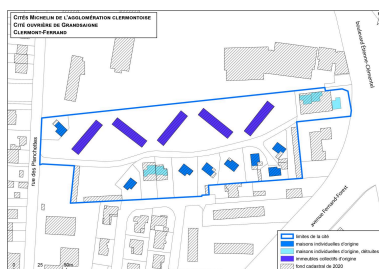 CITÉS MICHELIN DE L'AGGLOMÉRATION CLERMONTOISE
CITÉ OUVRIÈRE DE GRANDSAIGNE
CLERMONT-FERRAND
boulevard Étienne-Clémentel
rue des Planchettes
avenue Fernand-Forest
0 25 50m
limites de la cité
maisons individuelles d'origine
maisons individuelles d'origine, détruites
immeubles collectifs d'origine
fond cadastral de 2020